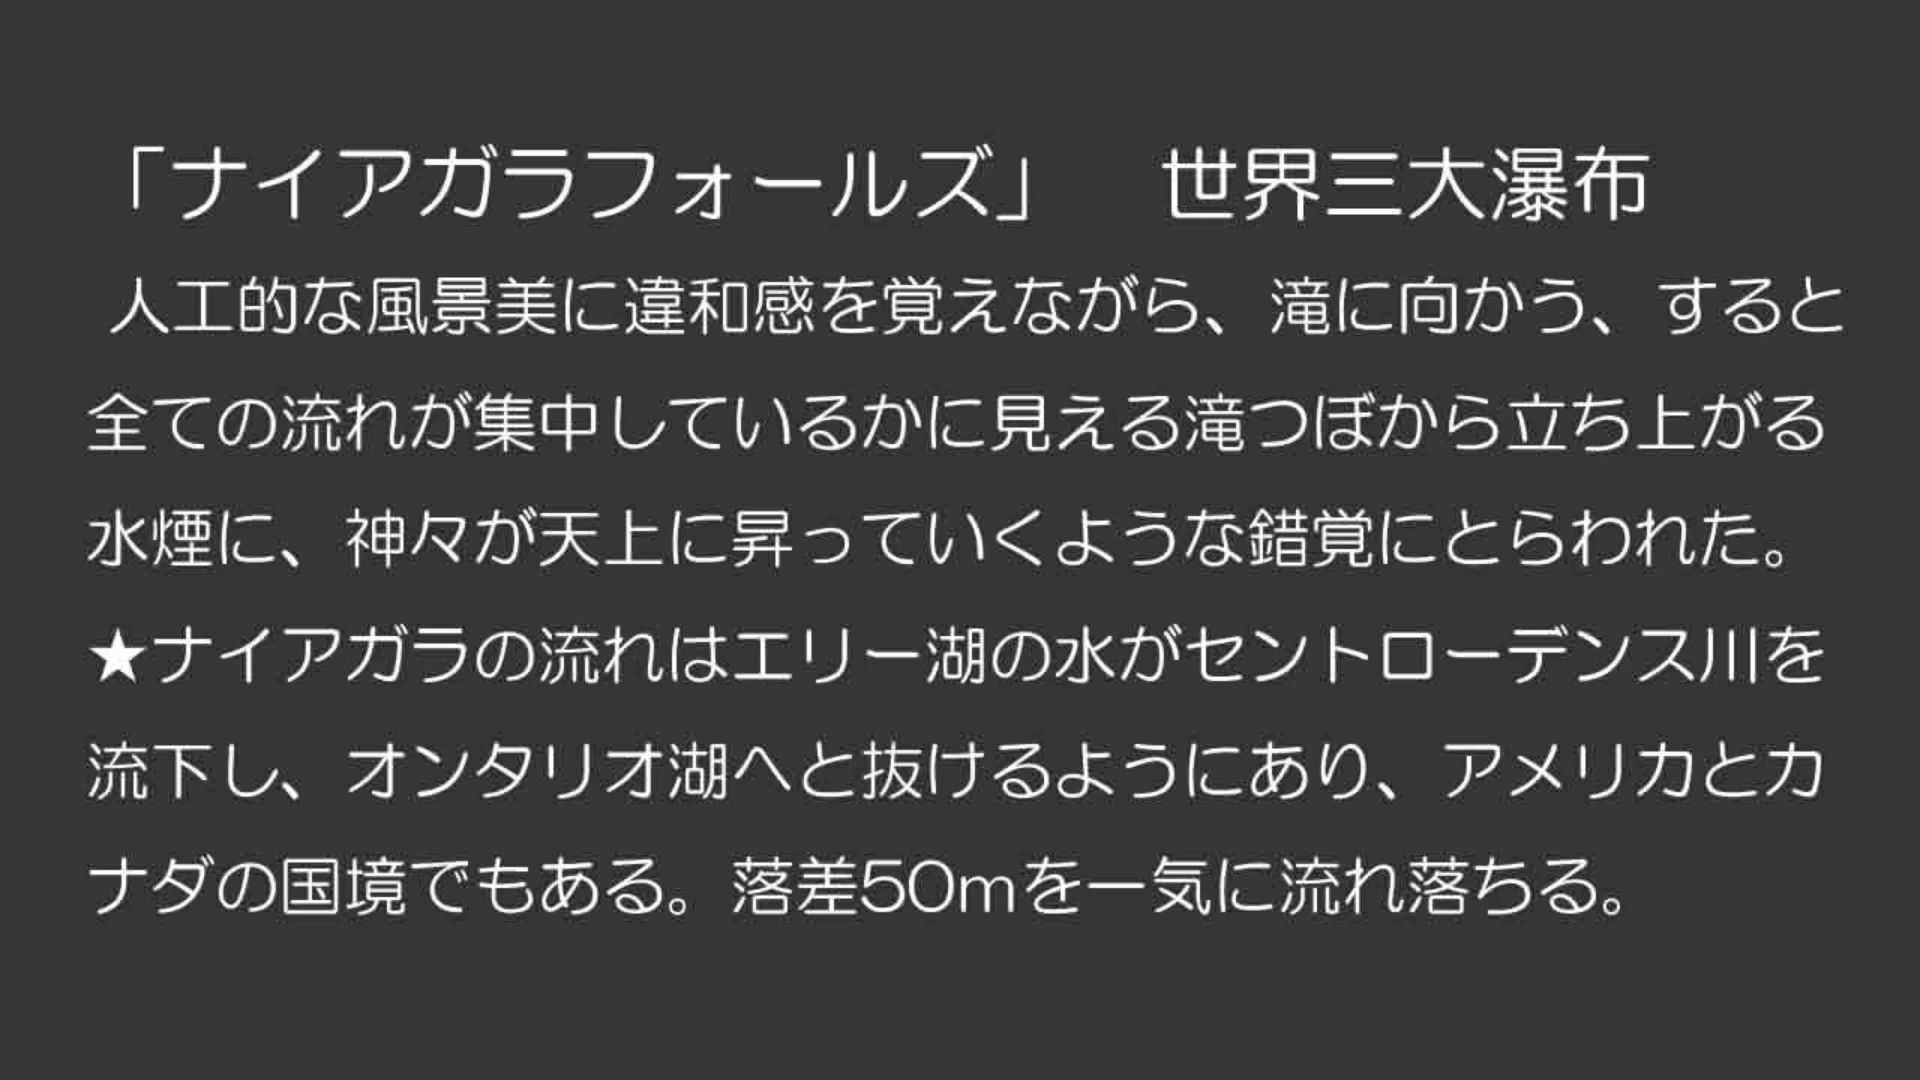 「ナイアガラフォールズ」　世界三大瀑布
人工的な風景美に違和感を覚えながら、滝に向かう、すると
全ての流れが集中しているかに見える滝つぼから立ち上がる
水煙に、神々が天上に昇っていくような錯覚にとらわれた。
★ナイアガラの流れはエリー湖の水がセントローデンス川を
流下し、オンタリオ湖へと抜けるようにあり、アメリカとカ
ナダの国境でもある。落差50mを一気に流れ落ちる。